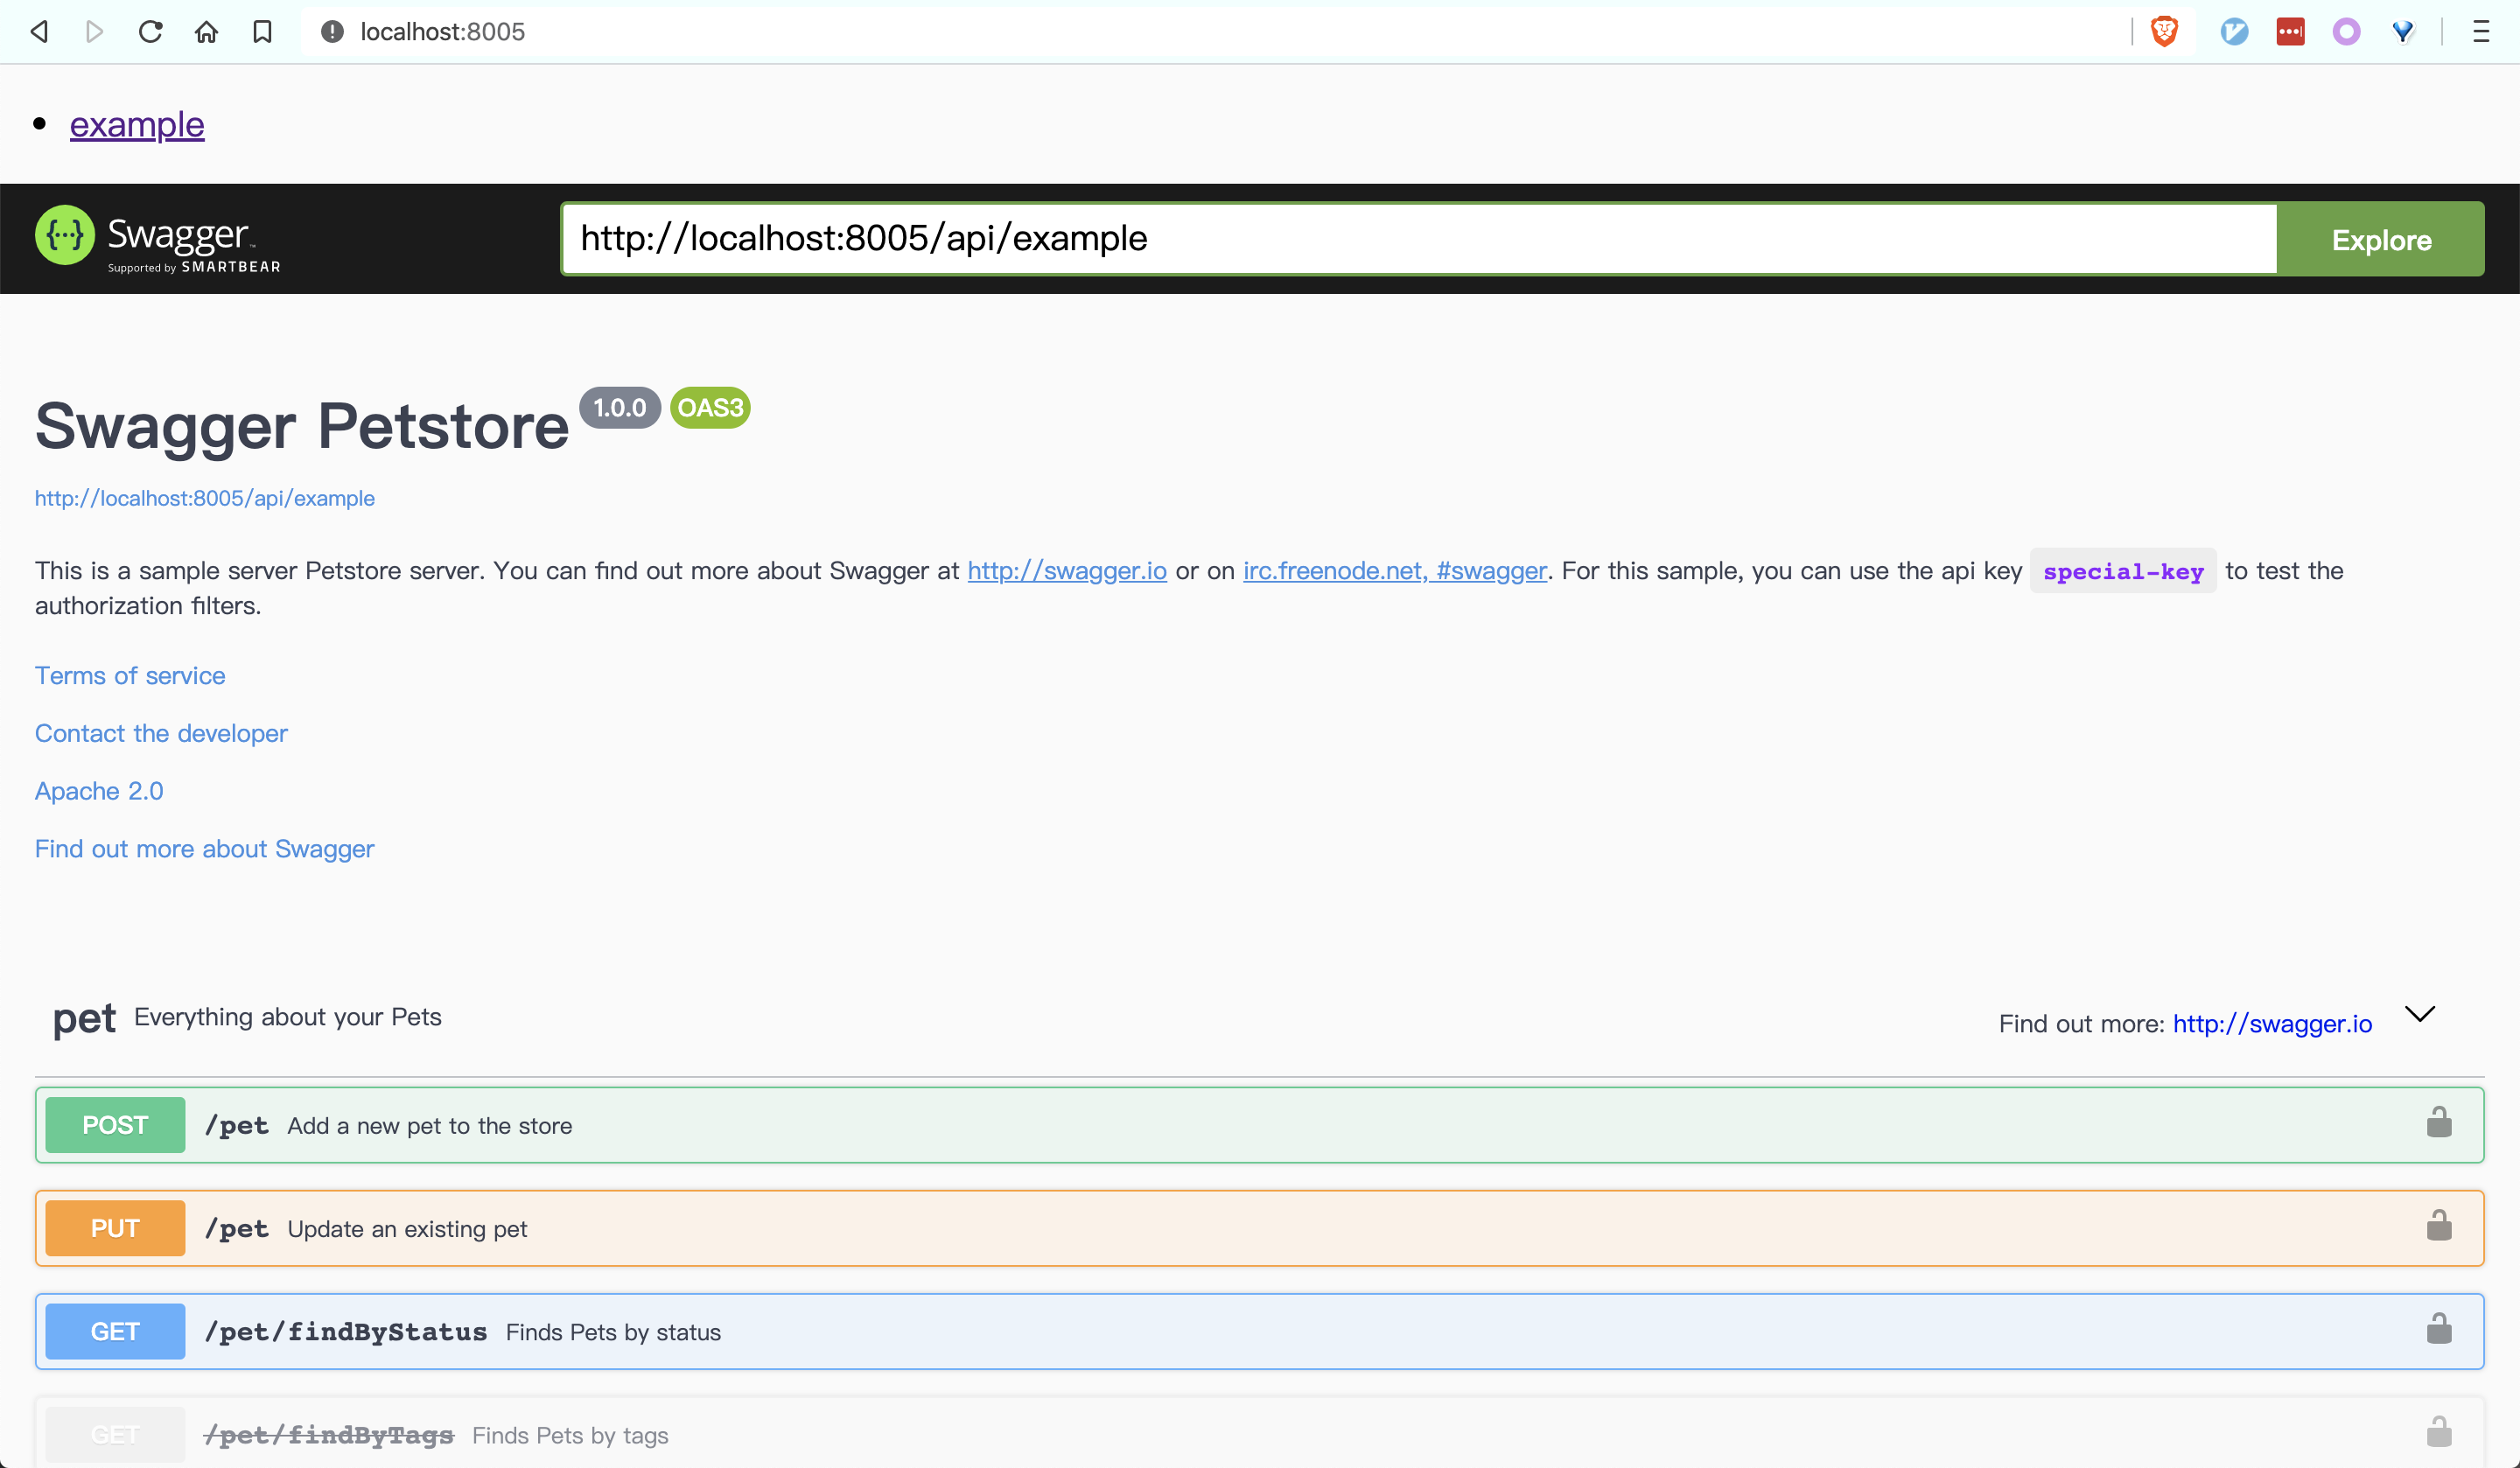 localhost:8005
example
Swagger™
Supported by SMARTBEAR
http://localhost:8005/api/example
Explore
Swagger Petstore 1.0.0 OAS3
http://localhost:8005/api/example
This is a sample server Petstore server. You can find out more about Swagger at http://swagger.io or on irc.freenode.net, #swagger. For this sample, you can use the api key special-key to test the
authorization filters.
Terms of service
Contact the developer
Apache 2.0
Find out more about Swagger
pet Everything about your Pets
Find out more: http://swagger.io
POST /pet Add a new pet to the store
PUT /pet Update an existing pet
GET /pet/findByStatus Finds Pets by status
GET /pet/findByTags Finds Pets by tags